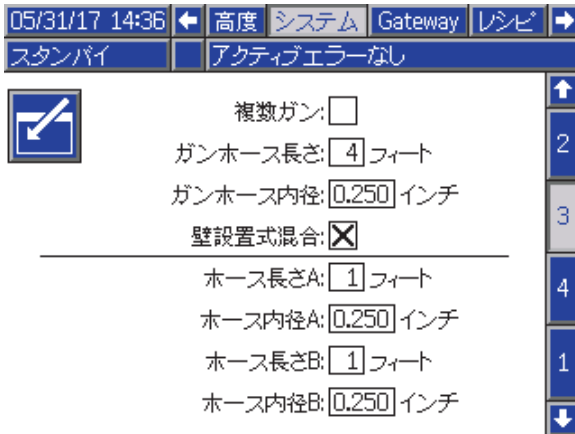 05/31/17 14:36 高度 システム Gateway レシピ
スタンバイ アクティブエラーなし
複数ガン:
2
ガンホース長さ: 4 フィート
ガンホース内径: 0.250 インチ
3
壁設置式混合:
ホース長さA: 1 フィート
4
ホース内径A: 0.250 インチ
ホース長さB: 1 フィート
1
ホース内径B: 0.250 インチ